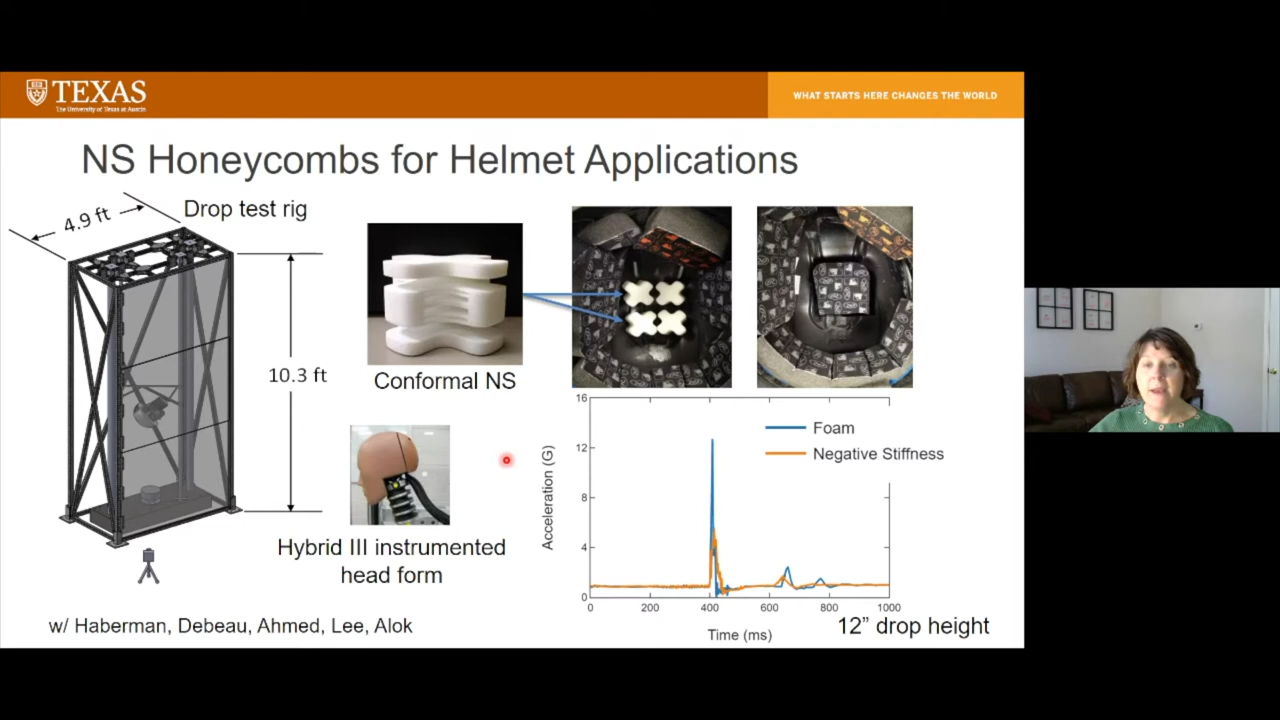 TEXAS
The University of Texas at Austin
WHAT STARTS HERE CHANGES THE WORLD
NS Honeycombs for Helmet Applications
4.9 ft
Drop test rig
10.3 ft
Conformal NS
Hybrid III instrumented
head form
w/ Haberman, Debeau, Ahmed, Lee, Alok
16
12
8
4
0
Acceleration (G)
Foam
Negative Stiffness
0 200 400 600 800 1000
Time (ms)
12” drop height